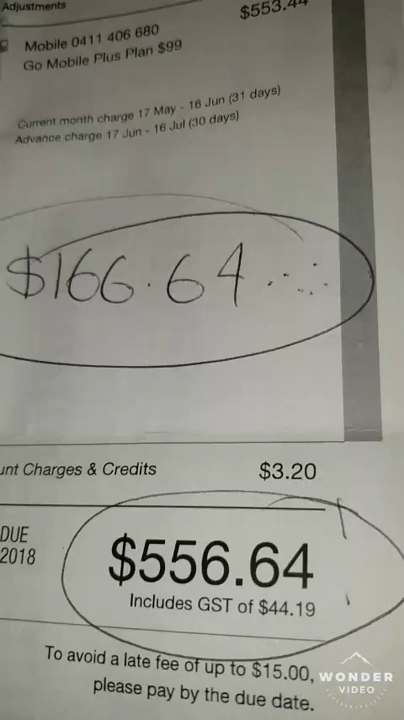 Adjustments
$553.44
Mobile 0411 406 680
Go Mobile Plus Plan $99
Current month charge 17 May - 16 Jun (31 days)
Advance charge 17 Jun - 16 Jul (30 days)
$166.64
unt Charges & Credits $3.20
DUE
2018
$556.64
Includes GST of $44.19
To avoid a late fee of up to $15.00,
please pay by the due date.
WONDER
VIDEO